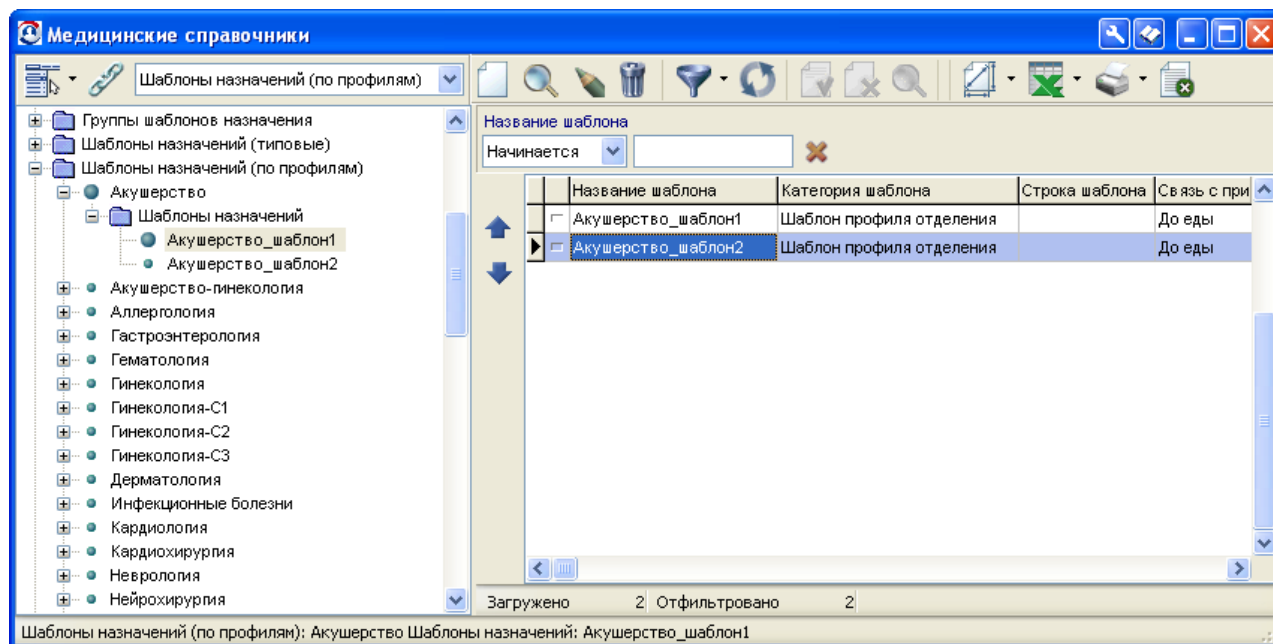 Медицинские справочники
Шаблоны назначений (по профилям)
Группы шаблонов назначения
Шаблоны назначений (типовые)
Шаблоны назначений (по профилям)
Акушерство
Шаблоны назначений
Акушерство_шаблон1
Акушерство_шаблон2
Акушерство-гинекология
Аллергология
Гастроэнтерология
Гематология
Гинекология
Гинекология-С1
Гинекология-С2
Гинекология-С3
Дерматология
Инфекционные болезни
Кардиология
Кардиохирургия
Неврология
Нейрохирургия
Название шаблона
Начинается
Название шаблона Категория шаблона Строка шаблона Связь с при
Акушерство_шаблон1 Шаблон профиля отделения До еды
Акушерство_шаблон2 Шаблон профиля отделения До еды
Загружено 2 Отфильтровано 2
Шаблоны назначений (по профилям): Акушерство Шаблоны назначений: Акушерство_шаблон1